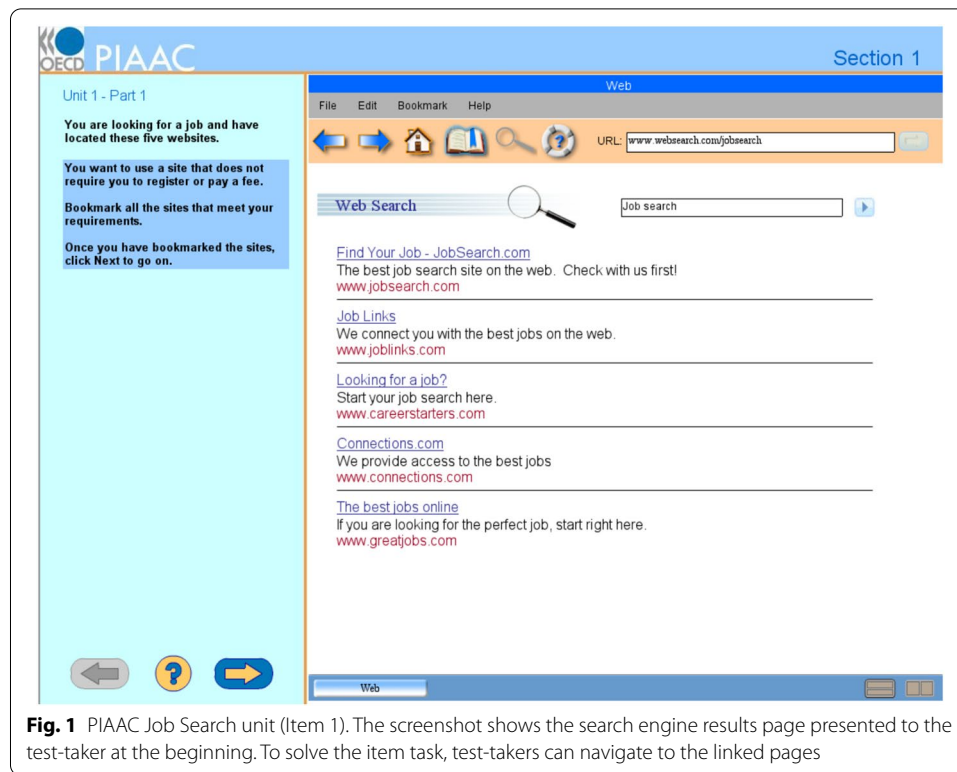 OECD PIAAC
Section 1
Unit 1 - Part 1
You are looking for a job and have
located these five websites.
You want to use a site that does not
require you to register or pay a fee.
Bookmark all the sites that meet your
requirements.
Once you have bookmarked the sites,
click Next to go on.
?
Web
File Edit Bookmark Help
URL: www.websearch.com/jobsearch
Web Search
Job search
Find Your Job - JobSearch.com
The best job search site on the web. Check with us first!
www.jobsearch.com
Job Links
We connect you with the best jobs on the web.
www.joblinks.com
Looking for a job?
Start your job search here.
www.careerstarters.com
Connections.com
We provide access to the best jobs
www.connections.com
The best jobs online
If you are looking for the perfect job, start right here.
www.greatjobs.com
Web
Fig. 1 PIAAC Job Search unit (Item 1). The screenshot shows the search engine results page presented to the
test-taker at the beginning. To solve the item task, test-takers can navigate to the linked pages